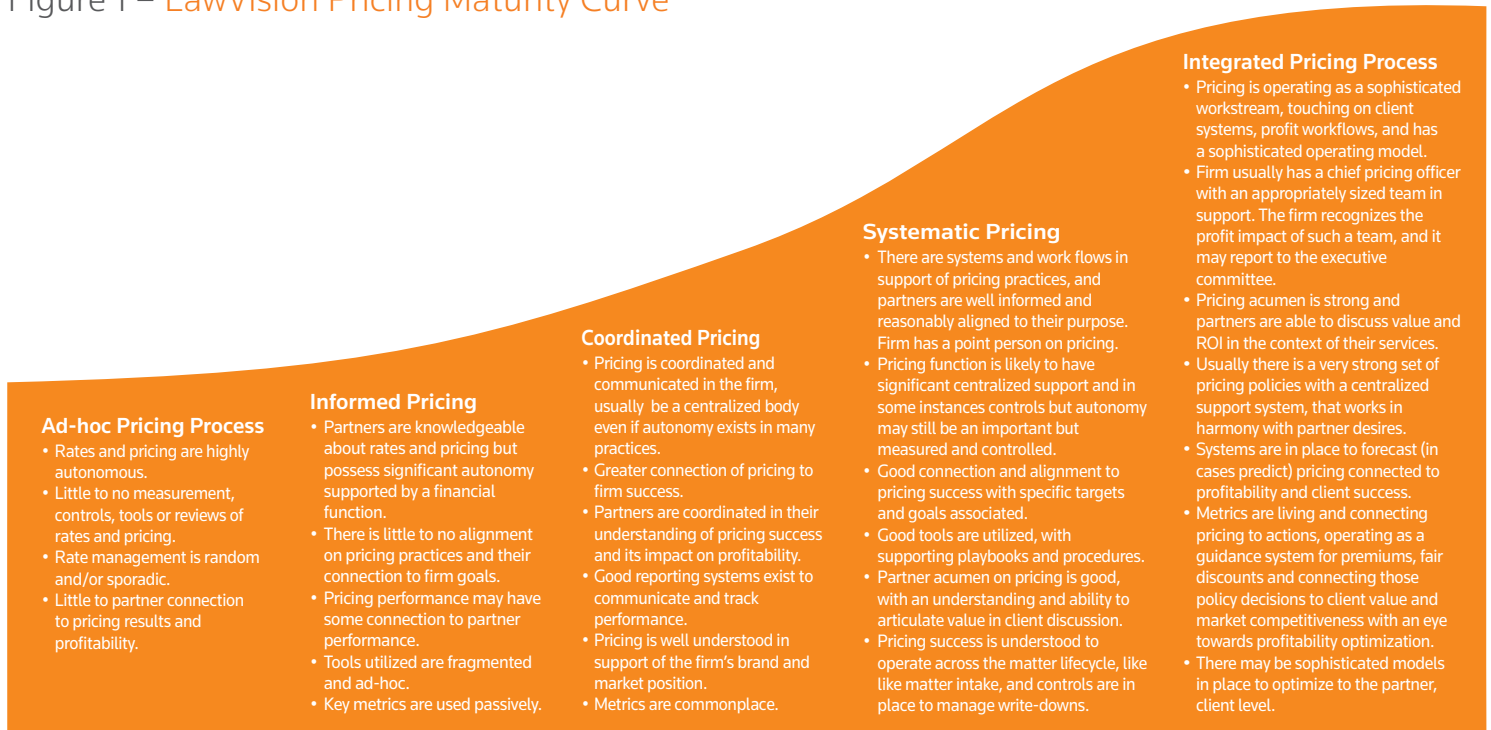 Figure 1 – LawVision Pricing Maturity Curve
Ad-hoc Pricing Process
• Rates and pricing are highly
autonomous.
• Little to no measurement,
controls, tools or reviews of
rates and pricing.
• Rate management is random
and/or sporadic.
• Little to partner connection
to pricing results and
profitability.
Informed Pricing
• Partners are knowledgeable
about rates and pricing but
possess significant autonomy
supported by a financial
function.
• There is little to no alignment
on pricing practices and their
connection to firm goals.
• Pricing performance may have
some connection to partner
performance.
• Tools utilized are fragmented
and ad-hoc.
• Key metrics are used passively.
Coordinated Pricing
• Pricing is coordinated and
communicated in the firm,
usually be a centralized body
even if autonomy exists in many
practices.
• Greater connection of pricing to
firm success.
• Partners are coordinated in their
understanding of pricing success
and its impact on profitability.
• Good reporting systems exist to
communicate and track
performance.
• Pricing is well understood in
support of the firm's brand and
market position.
• Metrics are commonplace.
Systematic Pricing
• There are systems and work flows in
support of pricing practices, and
partners are well informed and
reasonably aligned to their purpose.
Firm has a point person on pricing.
• Pricing function is likely to have
significant centralized support and in
some instances controls but autonomy
may still be an important but
measured and controlled.
• Good connection and alignment to
pricing success with specific targets
and goals associated.
• Good tools are utilized, with
supporting playbooks and procedures.
• Partner acumen on pricing is good,
with an understanding and ability to
articulate value in client discussion.
• Pricing success is understood to
operate across the matter lifecycle, like
like matter intake, and controls are in
place to manage write-downs.
Integrated Pricing Process
• Pricing is operating as a sophisticated
workstream, touching on client
systems, profit workflows, and has
a sophisticated operating model.
• Firm usually has a chief pricing officer
with an appropriately sized team in
support. The firm recognizes the
profit impact of such a team, and it
may report to the executive
committee.
• Pricing acumen is strong and
partners are able to discuss value and
ROI in the context of their services.
• Usually there is a very strong set of
pricing policies with a centralized
support system, that works in
harmony with partner desires.
• Systems are in place to forecast (in
cases predict) pricing connected to
profitability and client success.
• Metrics are living and connecting
pricing to actions, operating as a
guidance system for premiums, fair
discounts and connecting those
policy decisions to client value and
market competitiveness with an eye
towards profitability optimization.
• There may be sophisticated models
in place to optimize to the partner,
client level.